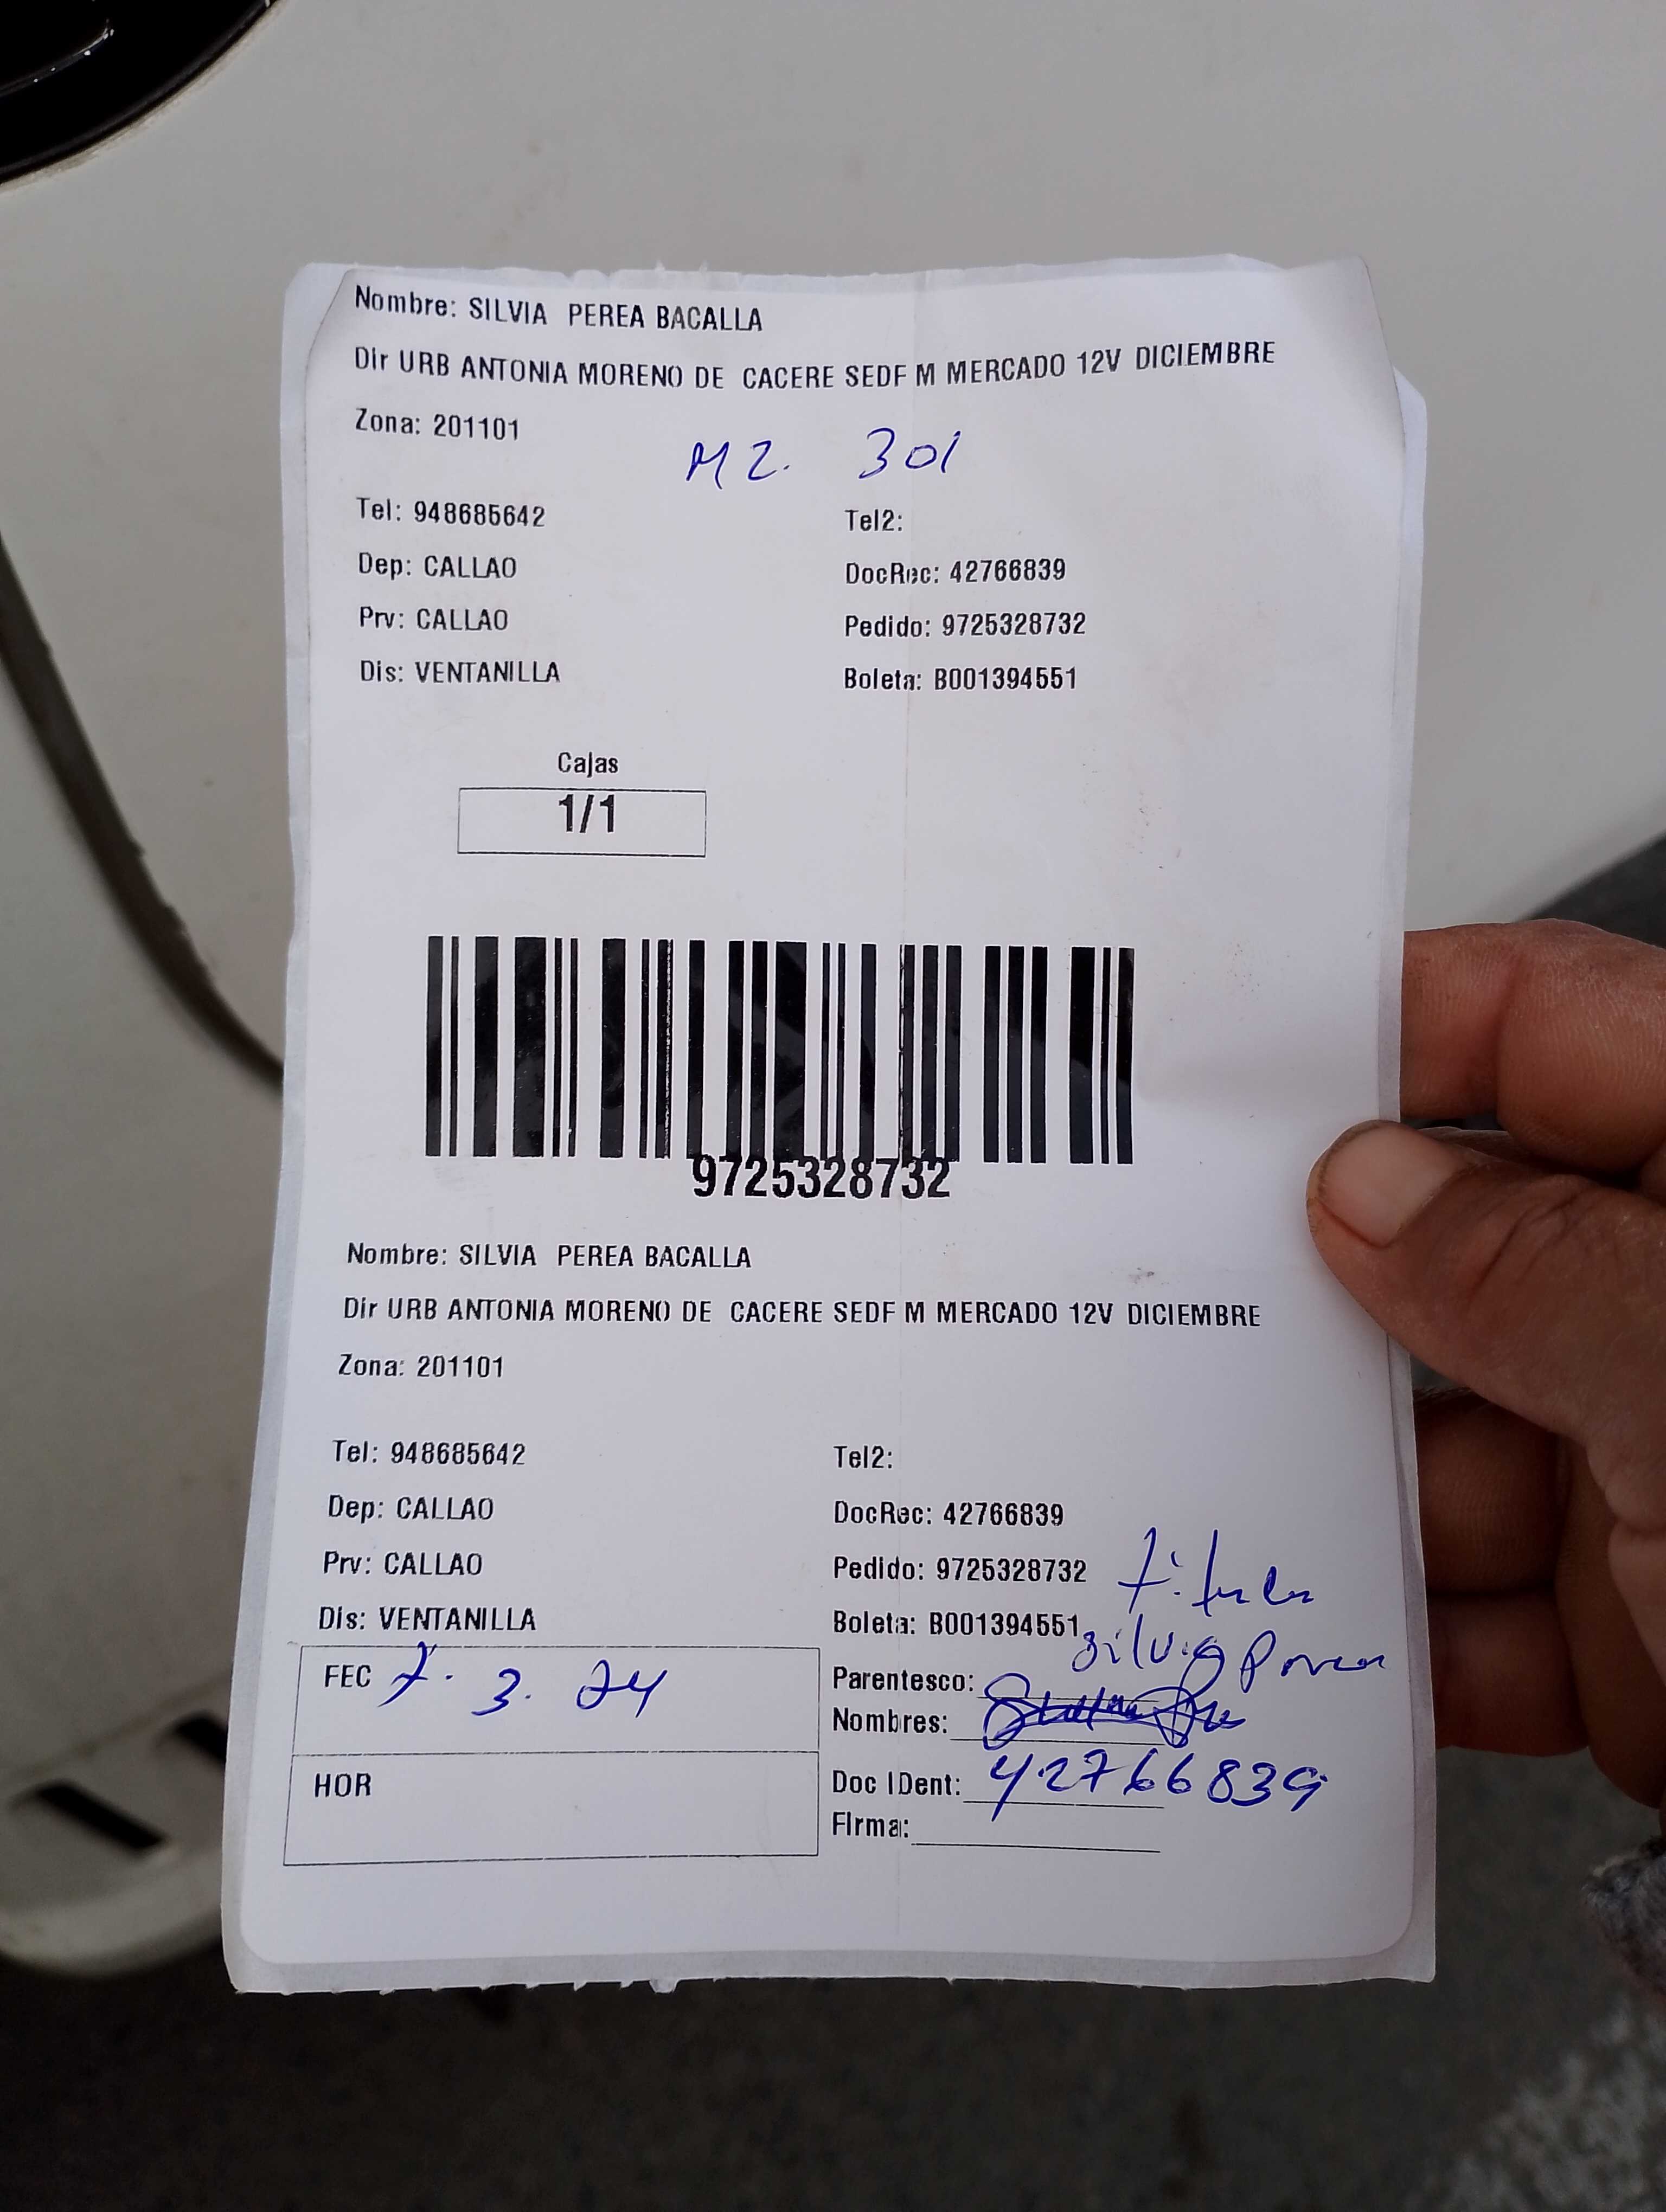 Nombre: SILVIA PEREA BACALLA
Dir URB ANTONIA MORENO DE CACERE SEDF M MERCADO 12V DICIEMBRE
Zona: 201101
MZ. 301
Tel: 948685642 Tel2:
Dep: CALLAO DocRec: 42766839
Prv: CALLAO Pedido: 9725328732
Dis: VENTANILLA Boleta: B001394551
Cajas
1/1
9725328732
Nombre: SILVIA PEREA BACALLA
Dir URB ANTONIA MORENO DE CACERE SEDF M MERCADO 12V DICIEMBRE
Zona: 201101
Tel: 948685642 Tel2:
Dep: CALLAO DocRec: 42766839
Prv: CALLAO Pedido: 9725328732 titular
Dis: VENTANILLA Boleta: B001394551
FEC 7. 3. 24 Parentesco: Silvia Perea
Nombres:
HOR Doc IDent: 42766839
Firma: